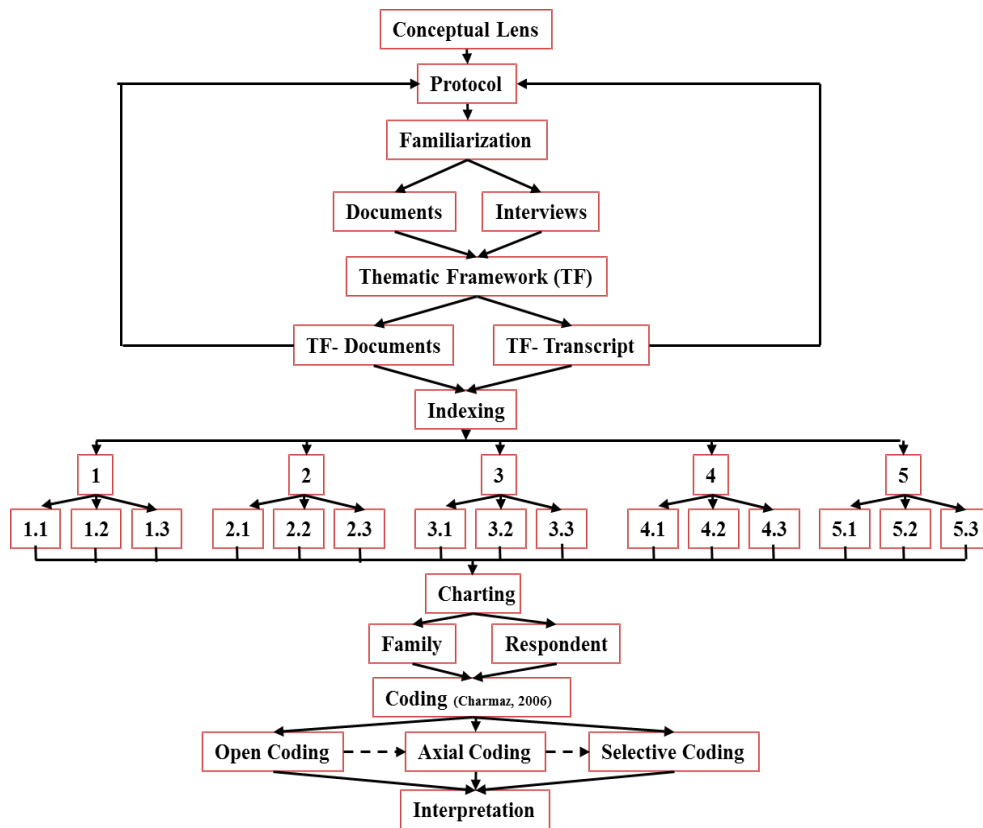 Conceptual Lens
Protocol
Familiarization
Documents
Interviews
Thematic Framework (TF)
TF- Documents
TF- Transcript
Indexing
1
2
3
4
5
1.1
1.2
1.3
2.1
2.2
2.3
3.1
3.2
3.3
4.1
4.2
4.3
5.1
5.2
5.3
Charting
Family
Respondent
Coding (Charmaz, 2006)
Open Coding
Axial Coding
Selective Coding
Interpretation